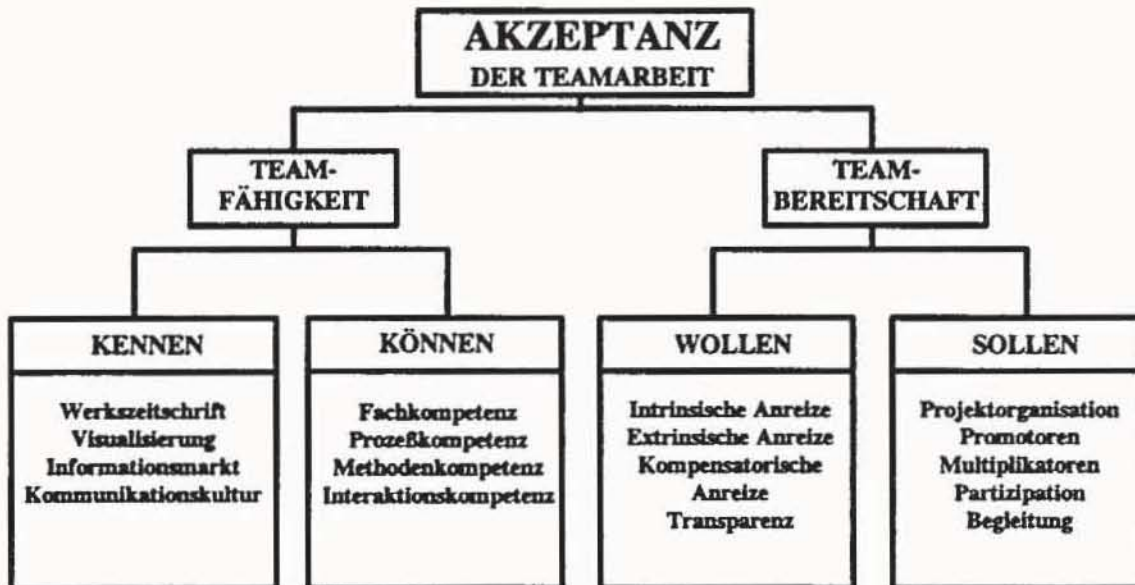 AKZEPTANZ
DER TEAMARBEIT
TEAM-
FÄHIGKEIT
TEAM-
BEREITSCHAFT
KENNEN
Werkszeitschrift
Visualisierung
Informationsmarkt
Kommunikationskultur
KÖNNEN
Fachkompetenz
Prozeßkompetenz
Methodenkompetenz
Interaktionskompetenz
WOLLEN
Intrinsische Anreize
Extrinsische Anreize
Kompensatorische
Anreize
Transparenz
SOLLEN
Projektorganisation
Promotoren
Multiplikatoren
Partizipation
Begleitung